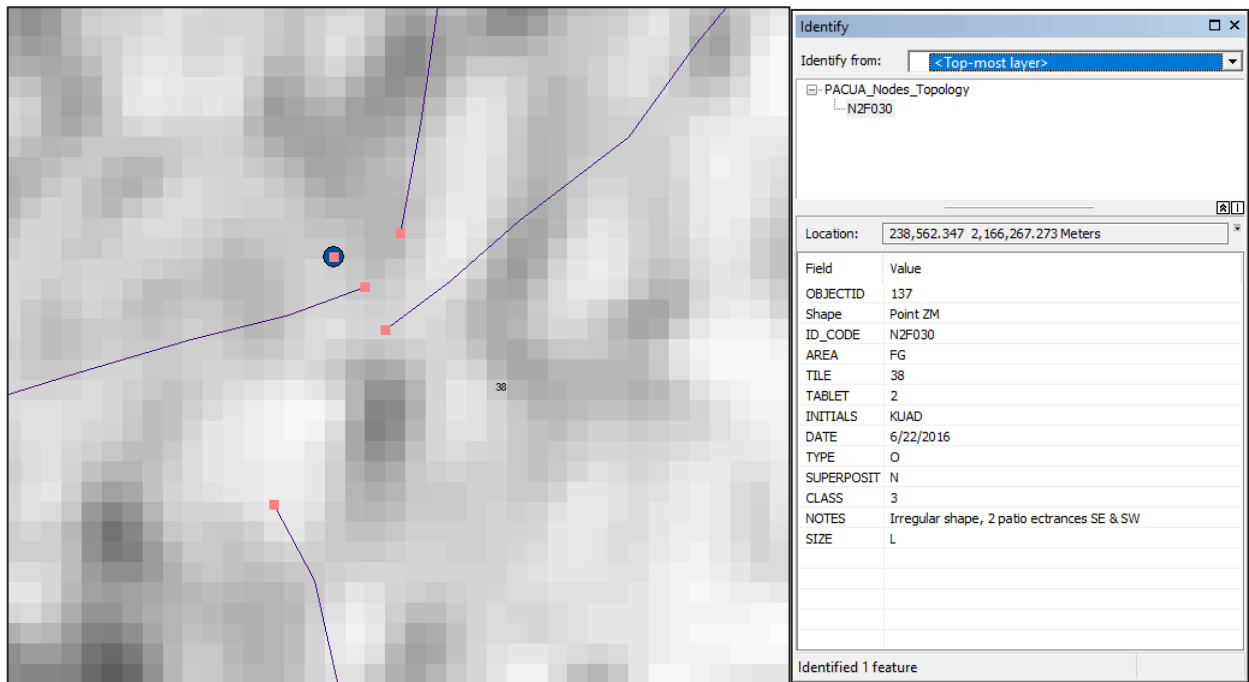 38
Identify
Identify from: <Top-most layer>
PACUA_Nodes_Topology
N2F030
Location: 238,562.347 2,166,267.273 Meters
Field Value
OBJECTID 137
Shape Point ZM
ID_CODE N2F030
AREA FG
TILE 38
TABLET 2
INITIALS KUAD
DATE 6/22/2016
TYPE O
SUPERPOSIT N
CLASS 3
NOTES Irregular shape, 2 patio ectrances SE & SW
SIZE L
Identified 1 feature